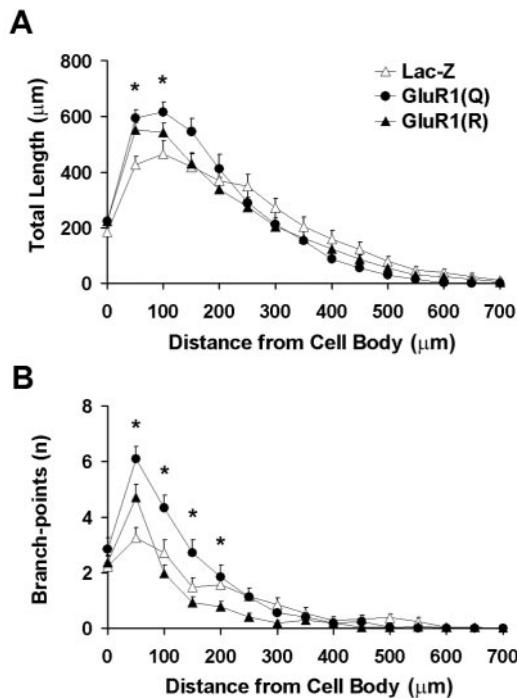 A
800
600
400
200
0
Total Length (μm)
* *
Lac-Z
GluR1(Q)
GluR1(R)
0 100 200 300 400 500 600 700
Distance from Cell Body (μm)
B
8
6
4
2
0
Branch-points (n)
* * * *
0 100 200 300 400 500 600 700
Distance from Cell Body (μm)